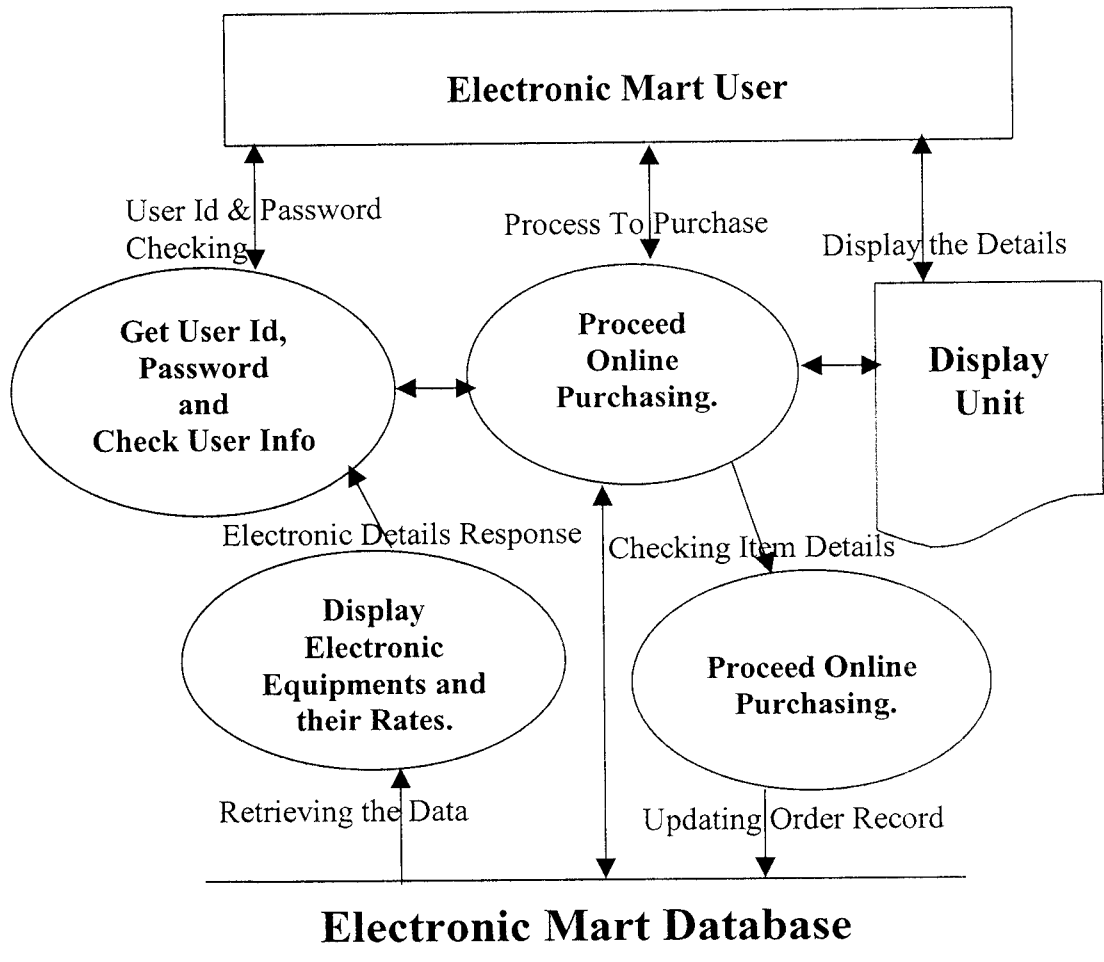 Electronic Mart User
User Id & Password
Checking
Process To Purchase
Display the Details
Get User Id,
Password
and
Check User Info
Proceed
Online
Purchasing.
Display
Unit
Electronic Details Response
Checking Item Details
Display
Electronic
Equipments and
their Rates.
Proceed Online
Purchasing.
Retrieving the Data
Updating Order Record
Electronic Mart Database